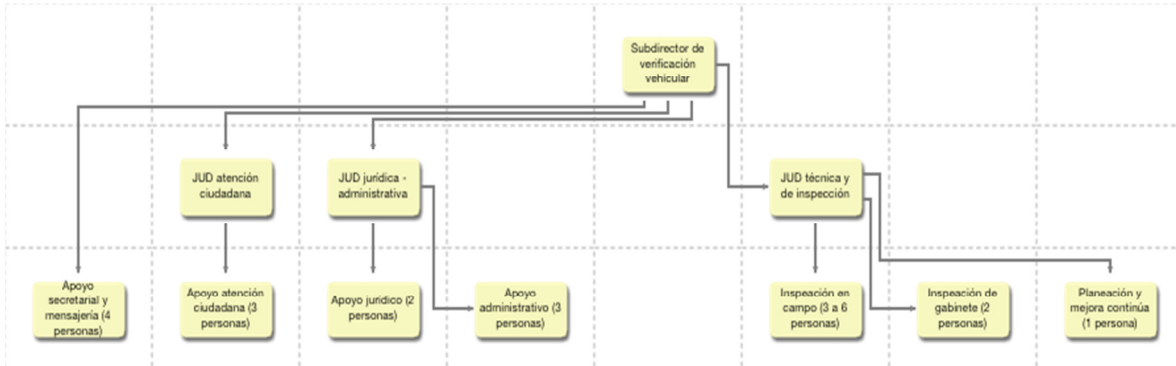 Subdirector de
verificación
vehicular
JUD atención
ciudadana
JUD jurídica -
administrativa
JUD técnica y
de inspección
Apoyo
secretarial y
mensajería (4
personas)
Apoyo atención
ciudadana (3
personas)
Apoyo jurídico (2
personas)
Apoyo
administrativo (3
personas)
Inspeación en
campo (3 a 6
personas)
Inspeación de
gabinete (2
personas)
Planeación y
mejora continúa
(1 persona)